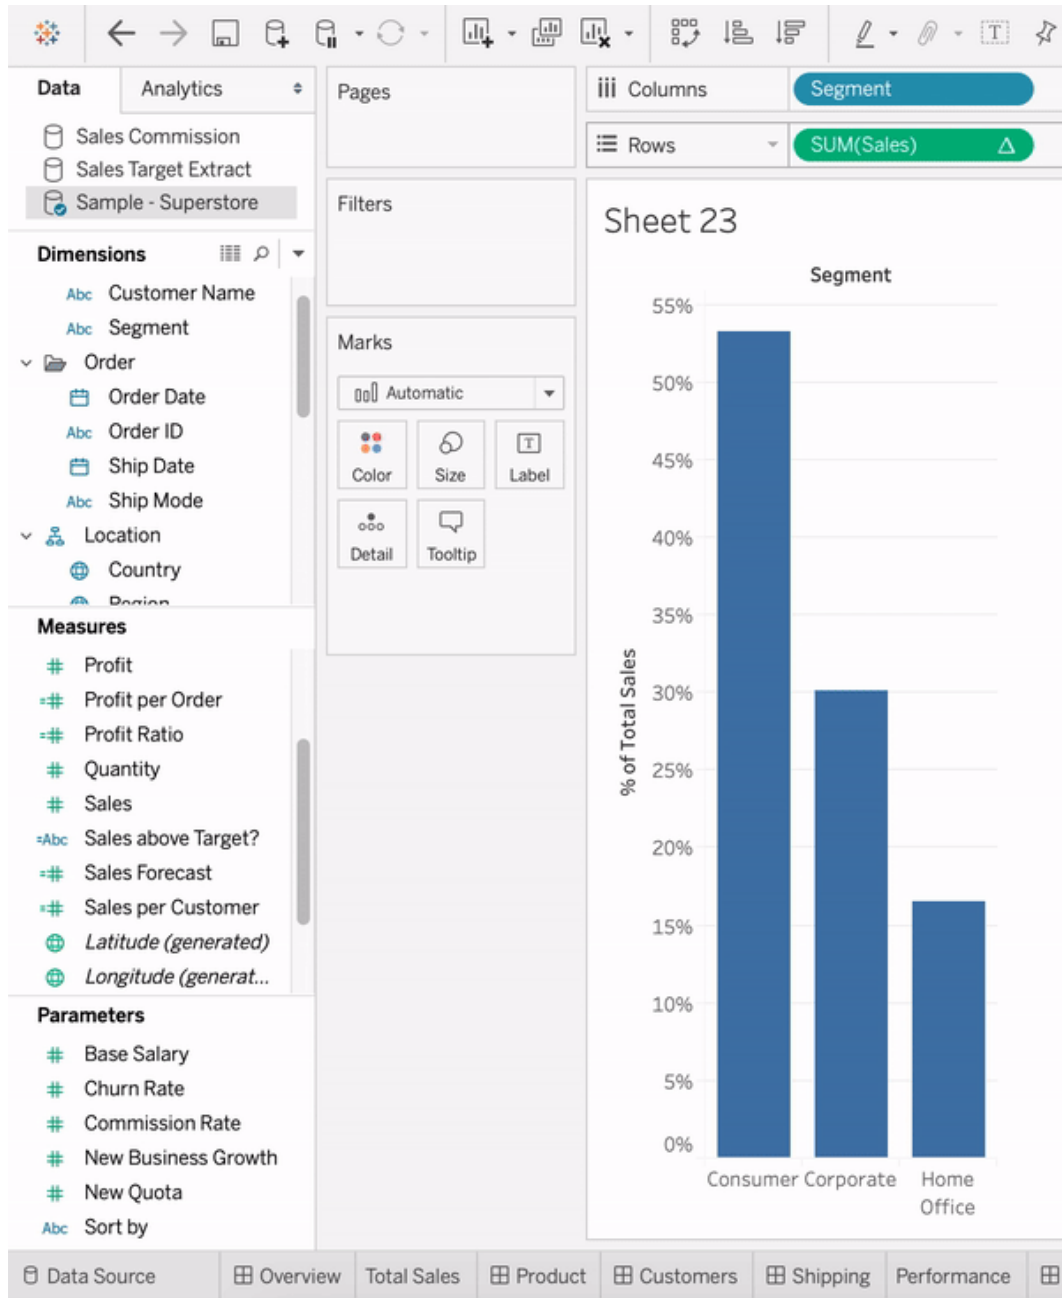 Data
Analytics
Sales Commission
Sales Target Extract
Sample - Superstore
Dimensions
Abc Customer Name
Abc Segment
Order
Order Date
Abc Order ID
Ship Date
Abc Ship Mode
Location
Country
Region
Measures
# Profit
=# Profit per Order
=# Profit Ratio
# Quantity
# Sales
=Abc Sales above Target?
=# Sales Forecast
=# Sales per Customer
Latitude (generated)
Longitude (generat...
Parameters
# Base Salary
# Churn Rate
# Commission Rate
# New Business Growth
# New Quota
Abc Sort by
Pages
Filters
Marks
Automatic
Color
Size
T
Label
Detail
Tooltip
T
Columns
Segment
Rows
SUM(Sales) Δ
Sheet 23
Segment
% of Total Sales
55%
50%
45%
40%
35%
30%
25%
20%
15%
10%
5%
0%
Consumer
Corporate
Home
Office
Data Source
Overview
Total Sales
Product
Customers
Shipping
Performance